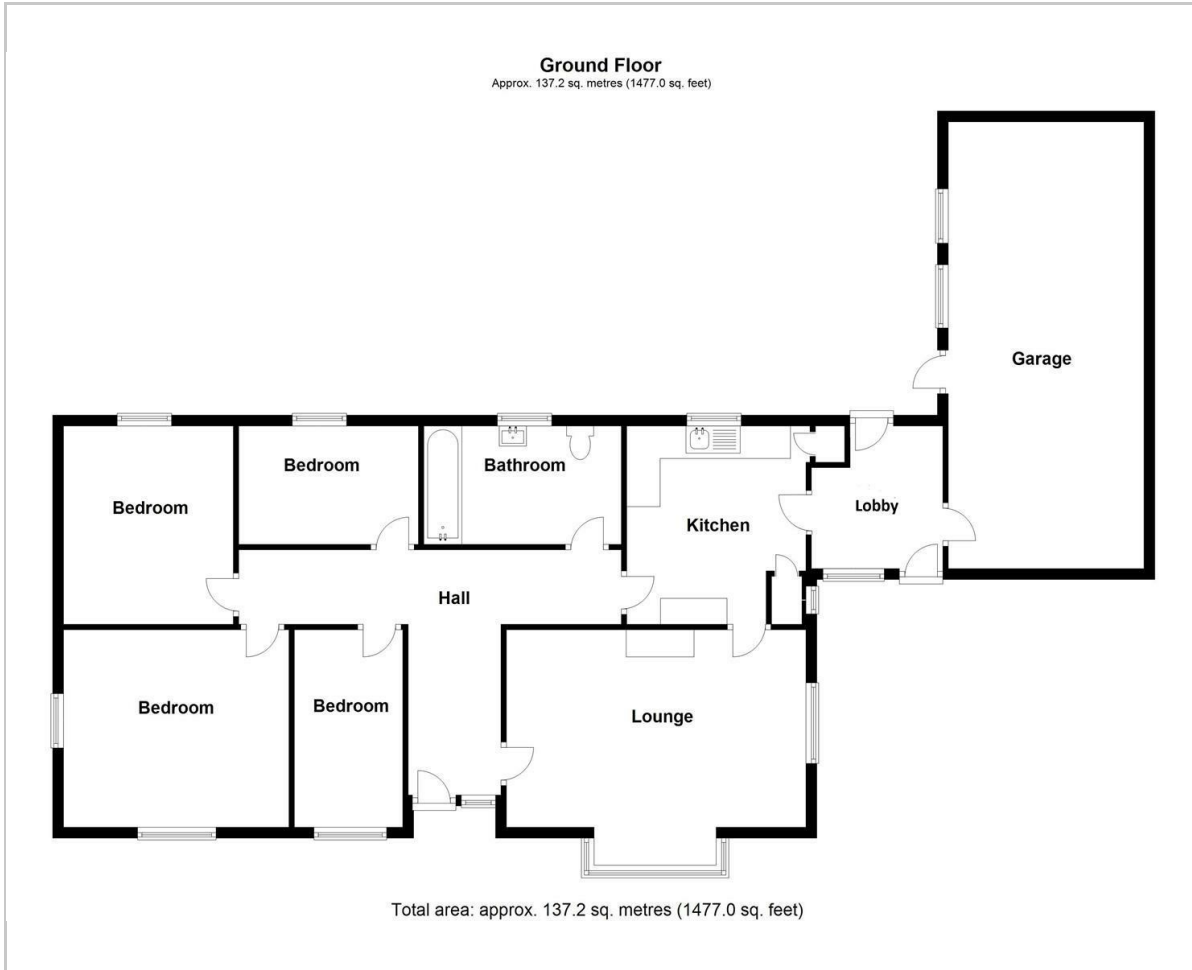 Ground Floor
Approx. 137.2 sq. metres (1477.0 sq. feet)
Garage
Bedroom
Bathroom
Bedroom
Lobby
Kitchen
Hall
Bedroom
Bedroom
Lounge
Total area: approx. 137.2 sq. metres (1477.0 sq. feet)